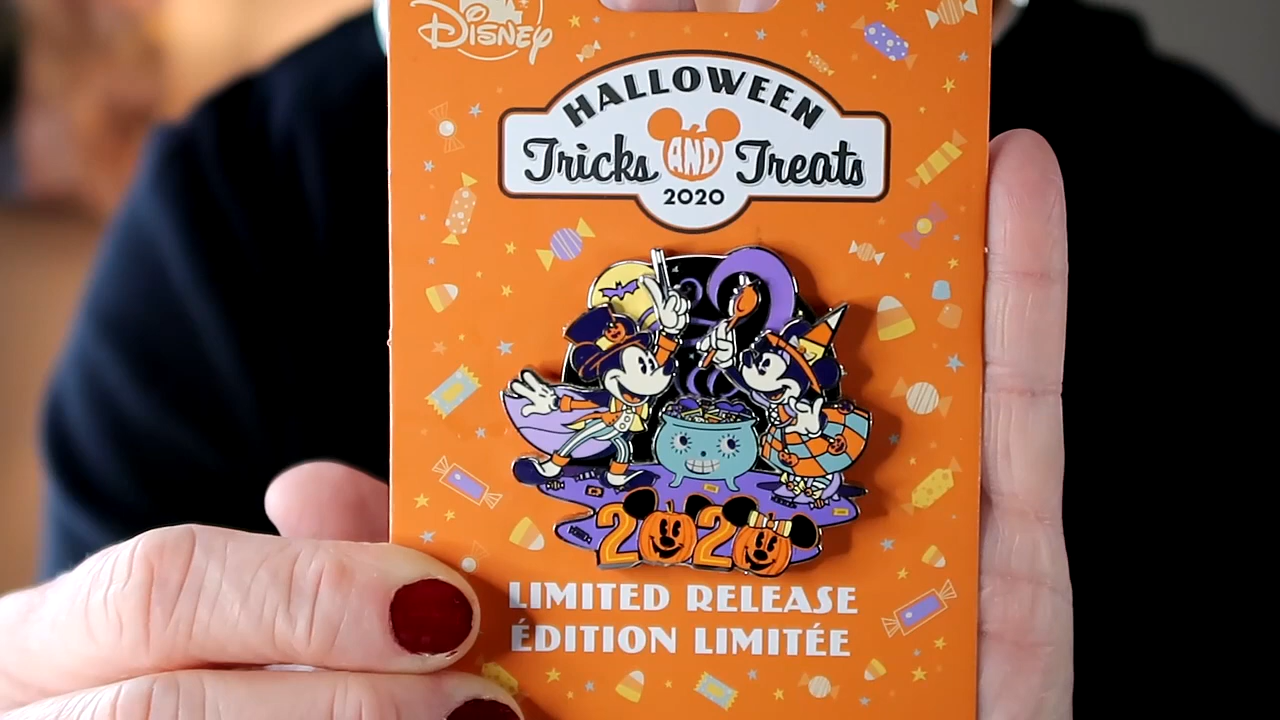 DISNEY
HALLOWEEN
Tricks AND Treats
2020
2020
LIMITED RELEASE
ÉDITION LIMITÉE